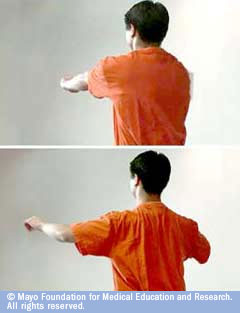 © Mayo Foundation for Medical Education and Research.
All rights reserved.